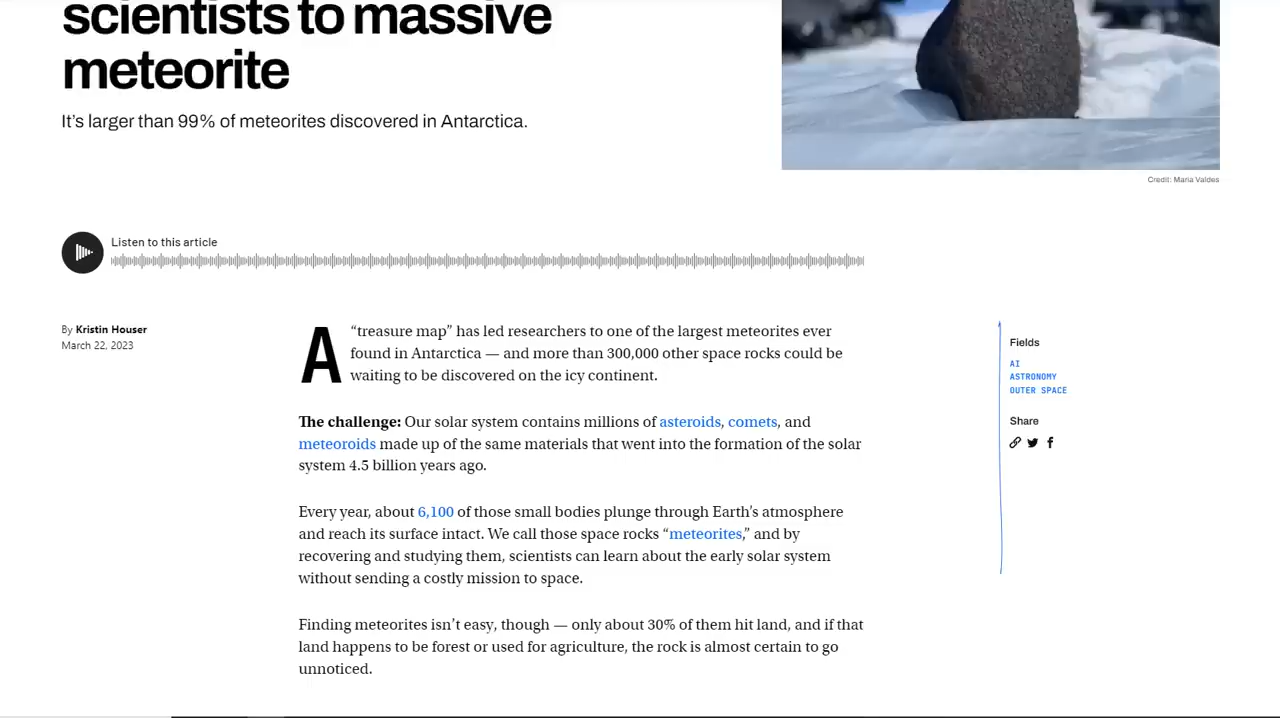 scientists to massive
meteorite
It’s larger than 99% of meteorites discovered in Antarctica.
Credit: Maria Valdes
Listen to this article
By Kristin Houser
March 22, 2023
A “treasure map” has led researchers to one of the largest meteorites ever
found in Antarctica — and more than 300,000 other space rocks could be
waiting to be discovered on the icy continent.
The challenge: Our solar system contains millions of asteroids, comets, and
meteoroids made up of the same materials that went into the formation of the solar
system 4.5 billion years ago.
Every year, about 6,100 of those small bodies plunge through Earth’s atmosphere
and reach its surface intact. We call those space rocks “meteorites,” and by
recovering and studying them, scientists can learn about the early solar system
without sending a costly mission to space.
Finding meteorites isn’t easy, though — only about 30% of them hit land, and if that
land happens to be forest or used for agriculture, the rock is almost certain to go
unnoticed.
Fields
AI
ASTRONOMY
OUTER SPACE
Share